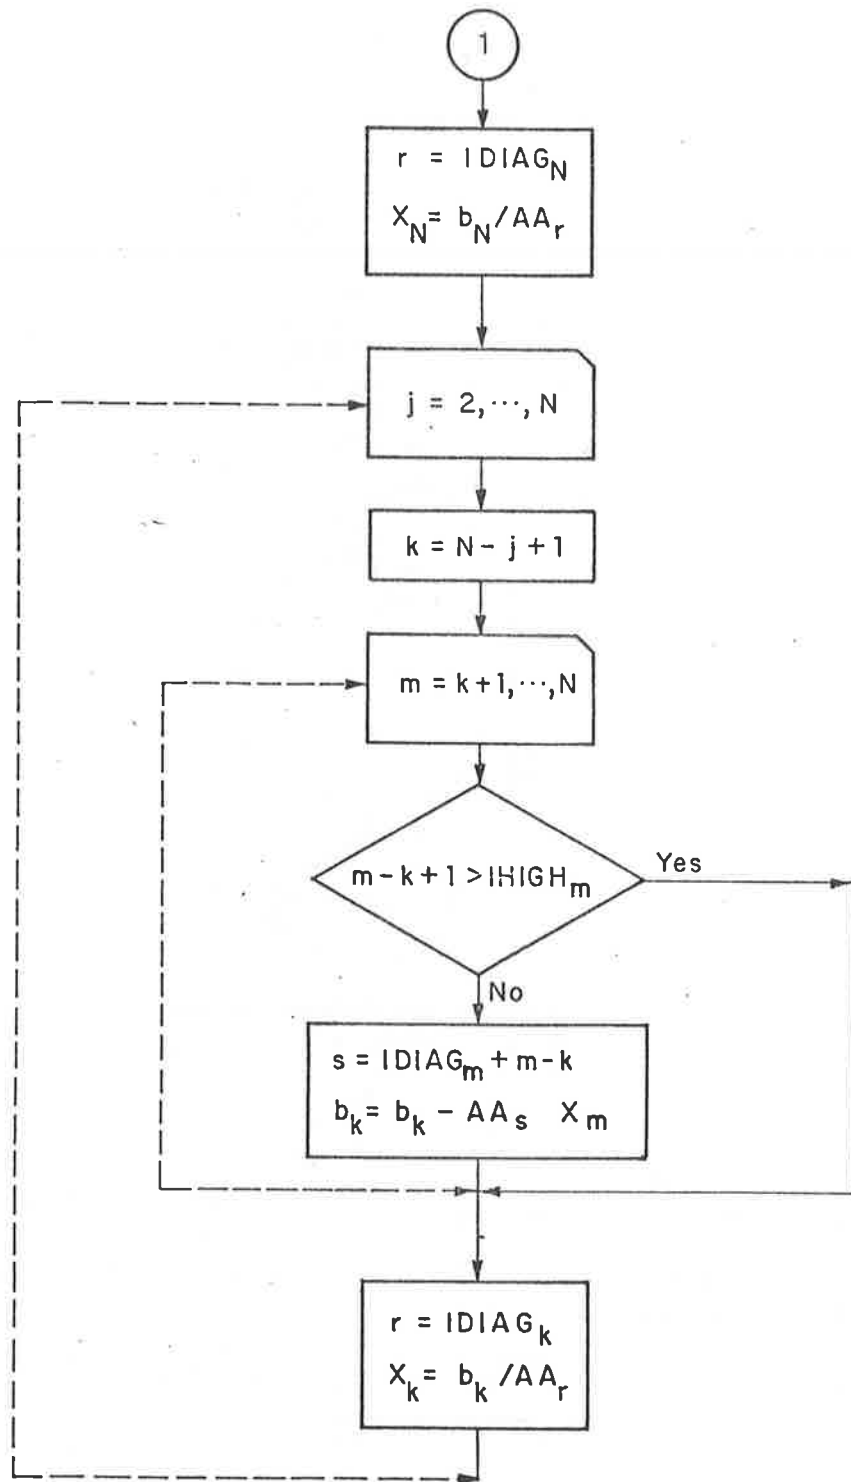 1
r = IDIAG_N
X_N = b_N / AA_r
j = 2, ..., N
k = N - j + 1
m = k+1, ..., N
m - k + 1 > IHIGH_m
Yes
No
s = IDIAG_m + m - k
b_k = b_k - AA_s X_m
r = IDIAG_k
X_k = b_k / AA_r